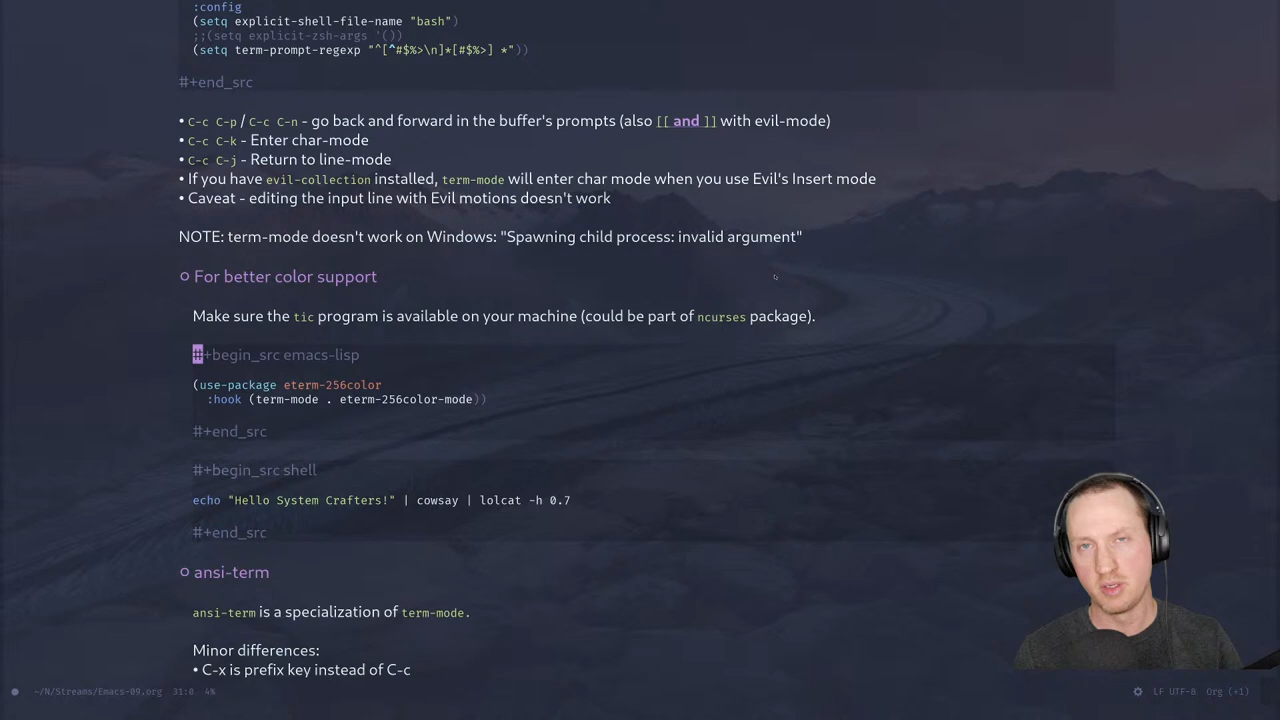 :config
(setq explicit-shell-file-name "bash")
;;(setq explicit-zsh-args '())
(setq term-prompt-regexp "^[^#$%>\n]*[#$%>] *"))
#+end_src
• C-c C-p / C-c C-n - go back and forward in the buffer's prompts (also [[ and ]] with evil-mode)
• C-c C-k - Enter char-mode
• C-c C-j - Return to line-mode
• If you have evil-collection installed, term-mode will enter char mode when you use Evil's Insert mode
• Caveat - editing the input line with Evil motions doesn't work
NOTE: term-mode doesn't work on Windows: "Spawning child process: invalid argument"
○ For better color support
Make sure the tic program is available on your machine (could be part of ncurses package).
#+begin_src emacs-lisp
(use-package eterm-256color
:hook (term-mode . eterm-256color-mode))
#+end_src
#+begin_src shell
echo "Hello System Crafters!" | cowsay | lolcat -h 0.7
#+end_src
○ ansi-term
ansi-term is a specialization of term-mode.
Minor differences:
• C-x is prefix key instead of C-c
~/N/Streams/Emacs-09.org 31:0 4% LF UTF-8 Org (+1)